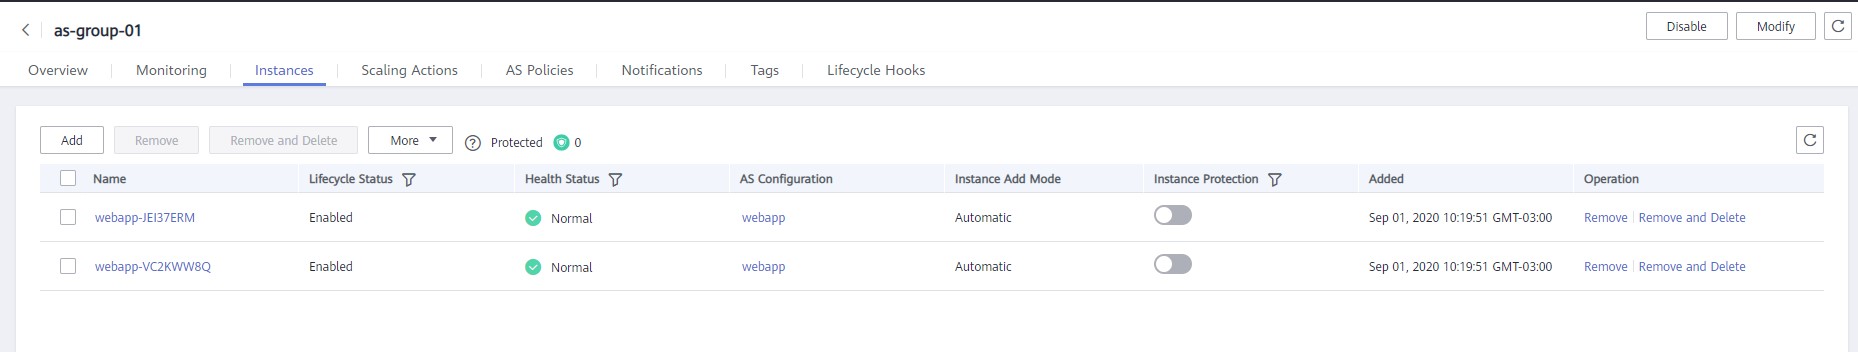 as-group-01 Disable Modify
Overview Monitoring Instances Scaling Actions AS Policies Notifications Tags Lifecycle Hooks
Add Remove Remove and Delete More Protected 0
Name Lifecycle Status Health Status AS Configuration Instance Add Mode Instance Protection Added Operation
webapp-JEI37ERM Enabled Normal webapp Automatic Sep 01, 2020 10:19:51 GMT-03:00 Remove Remove and Delete
webapp-VC2KWW8Q Enabled Normal webapp Automatic Sep 01, 2020 10:19:51 GMT-03:00 Remove Remove and Delete